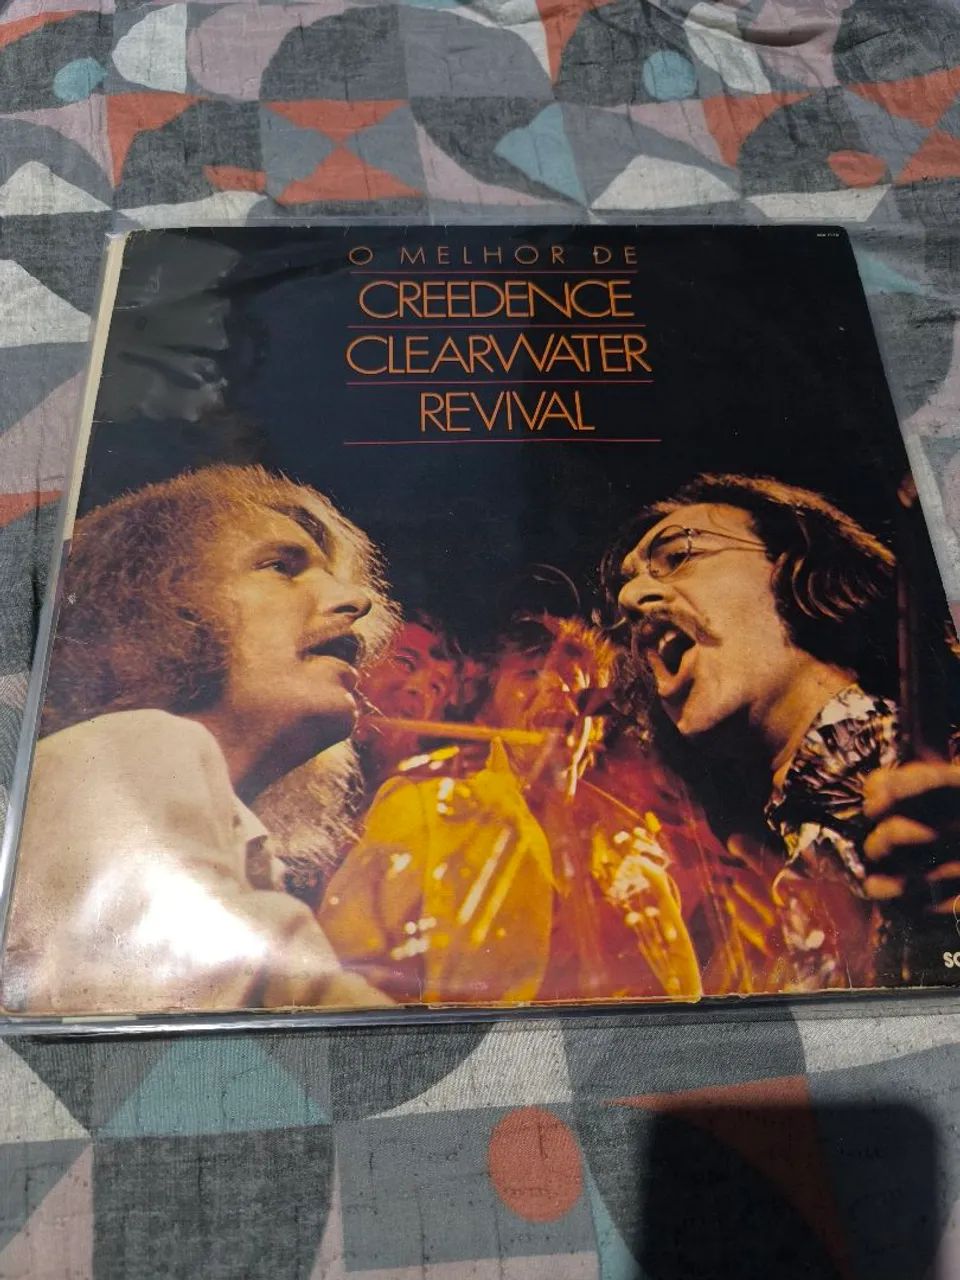 O MELHOR DE
CREEDENCE
CLEARWATER
REVIVAL